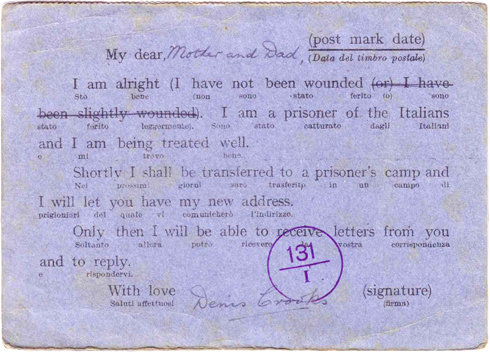 (post mark date)
My dear, Mother and Dad, (Data del timbro postale)
I am alright (I have not been wounded (or) I have
Sto bene (non sono stato ferito (o) sono
been slightly wounded). I am a prisoner of the Italians
stato ferito leggermente). Sono stato catturato dagli Italiani
and I am being treated well.
e mi trovo bene.
Shortly I shall be transferred to a prisoner's camp and
Nei prossimi giorni saro trasferito in un campo di
I will let you have my new address.
prigionieri del quale vi comunicherò l'indirizzo.
Only then I will be able to receive letters from you
Soltanto allora potrò ricevere la vostra corrispondenza
and to reply.
e rispondervi.
131
I
With love (signature)
Saluti affettuosi Denis Crooks (firma)